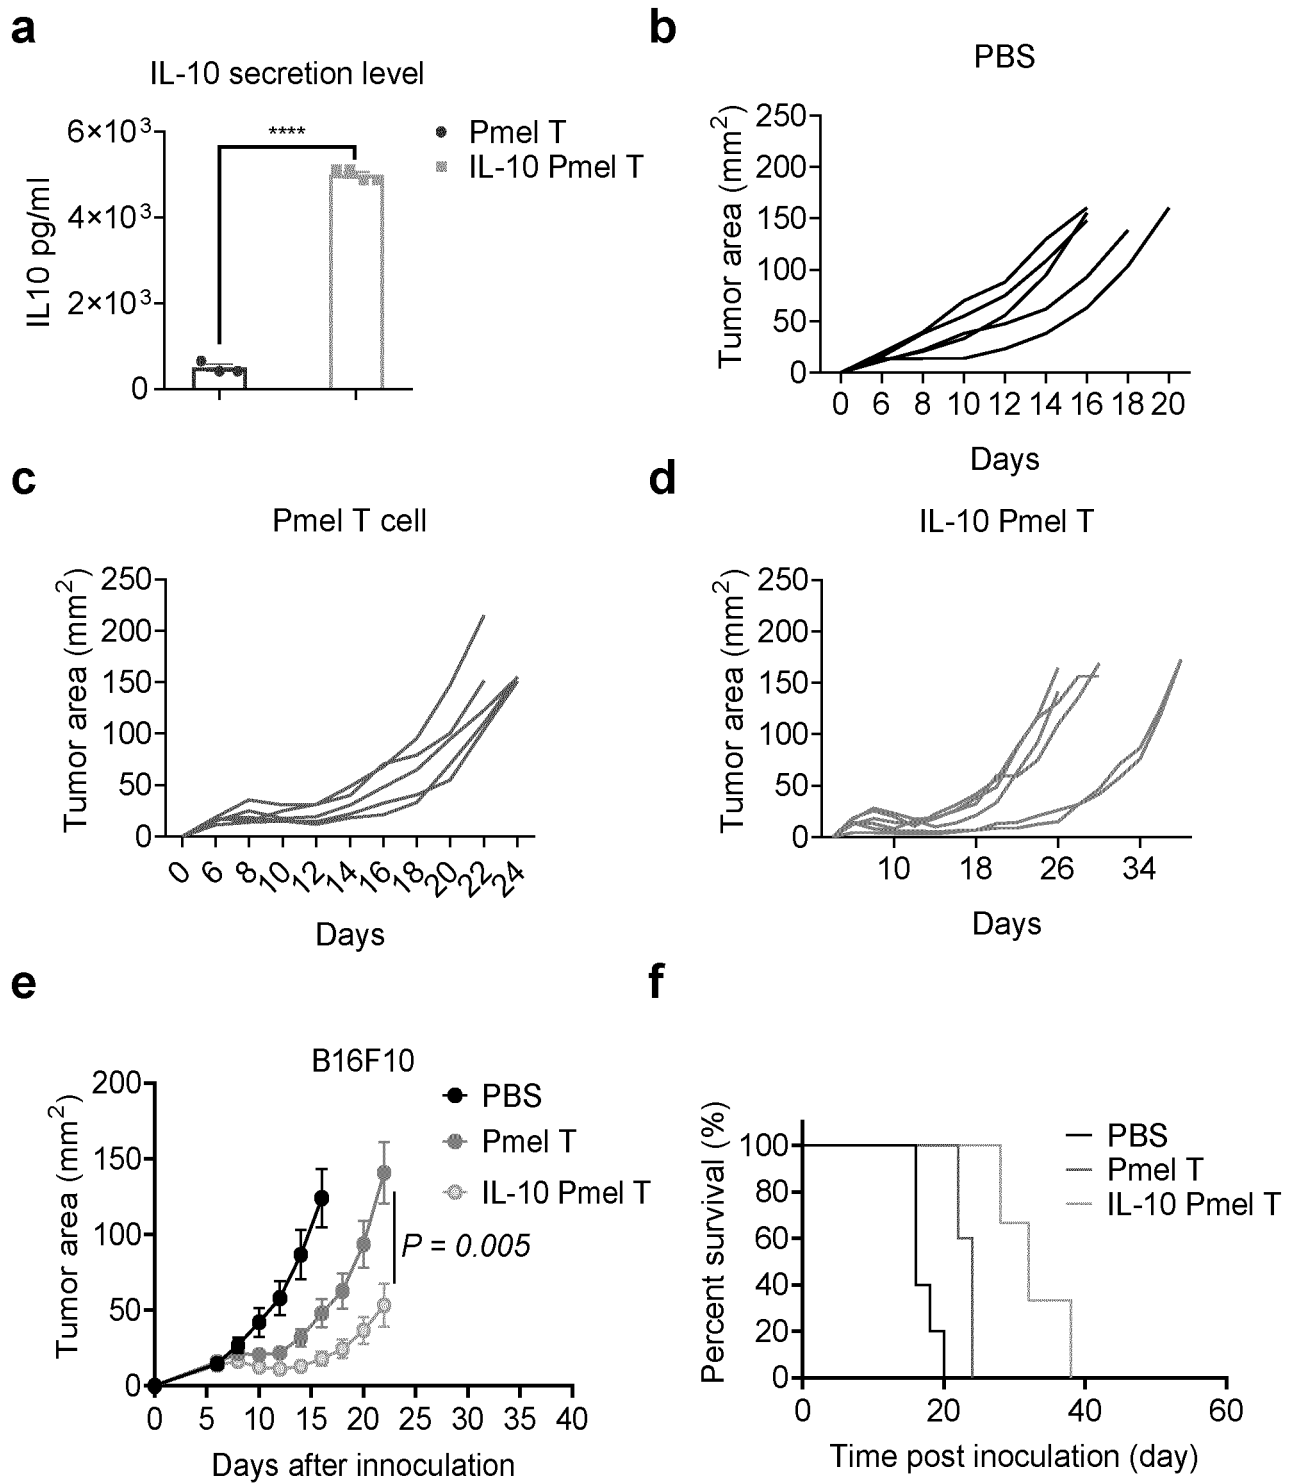 a
IL-10 secretion level
6×10³
4×10³
2×10³
0
IL10 pg/ml
****
Pmel T
IL-10 Pmel T
b
PBS
Tumor area (mm²)
250
200
150
100
50
0
0 6 8 10 12 14 16 18 20
Days
c
Pmel T cell
Tumor area (mm²)
250
200
150
100
50
0
0 6 8 10 12 14 16 18 20 22 24
Days
d
IL-10 Pmel T
Tumor area (mm²)
250
200
150
100
50
0
10 18 26 34
Days
e
B16F10
Tumor area (mm²)
200
150
100
50
0
PBS
Pmel T
IL-10 Pmel T
P = 0.005
0 5 10 15 20 25 30 35 40
Days after innoculation
f
Percent survival (%)
100
80
60
40
20
0
PBS
Pmel T
IL-10 Pmel T
0 20 40 60
Time post inoculation (day)